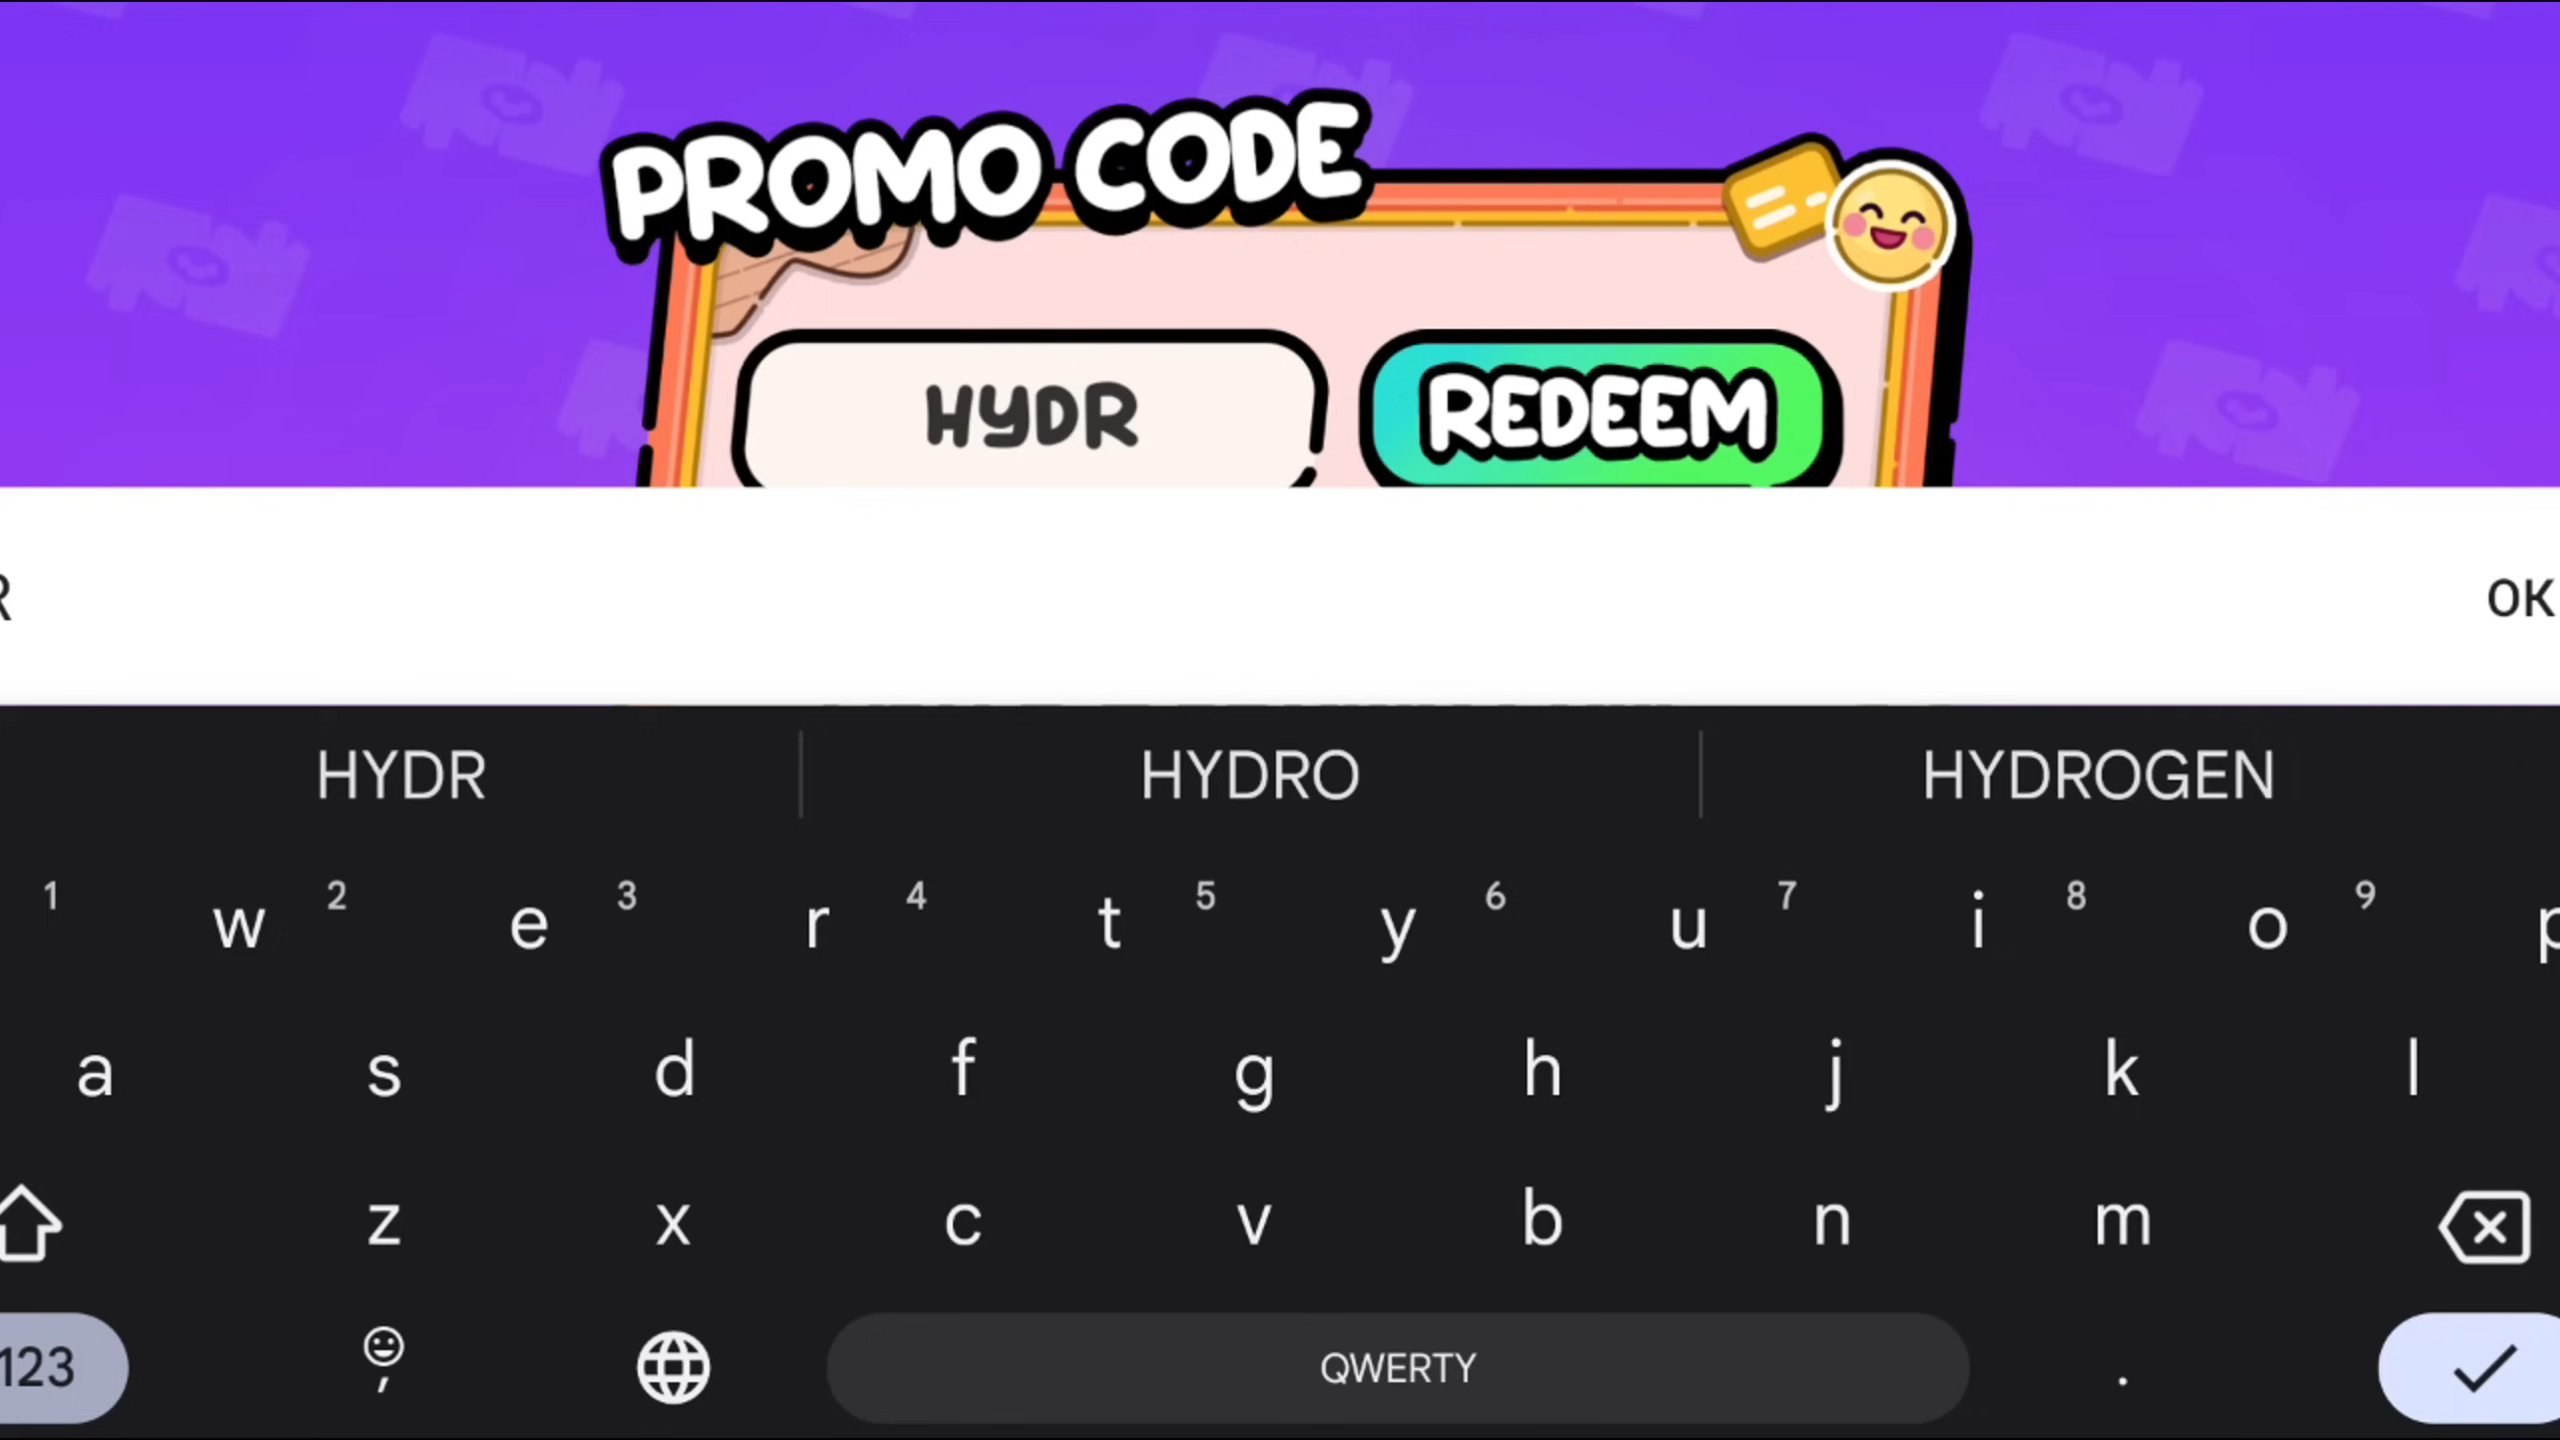 PROMO CODE
HYDR
REDEEM
R
OK
HYDR
HYDRO
HYDROGEN
1 w 2 e 3 r 4 t 5 y 6 u 7 i 8 o 9 p
a s d f g h j k l
z x c v b n m
123
,
QWERTY
.